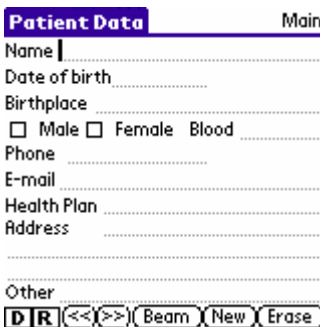 Patient Data Main
Name
Date of birth
Birthplace
Male Female Blood
Phone
E-mail
Health Plan
Address
Other
D R << >> Beam New Erase